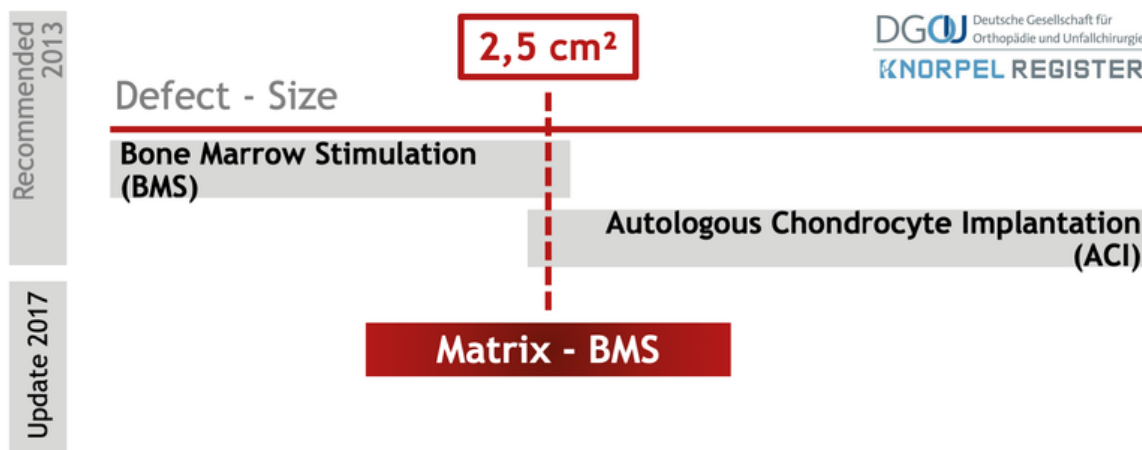 Recommended
2013
2,5 cm²
DGOU Deutsche Gesellschaft für
Orthopädie und Unfallchirurgie
KNORPEL REGISTER
Defect - Size
Bone Marrow Stimulation
(BMS)
Autologous Chondrocyte Implantation
(ACI)
Update 2017
Matrix - BMS